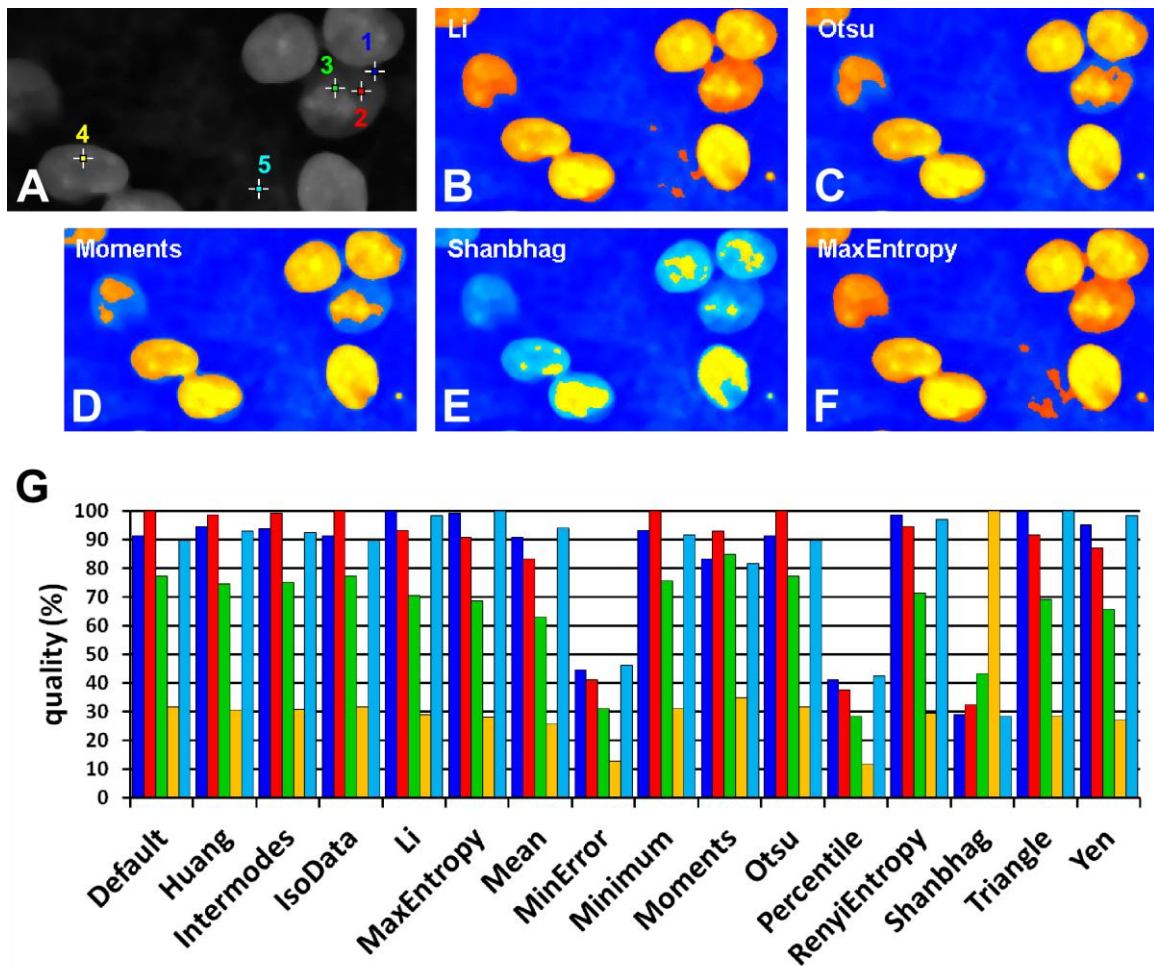 1
3
2
4
5
A
Li
B
Otsu
C
Moments
D
Shanbhag
E
MaxEntropy
F
G
quality (%)
100
90
80
70
60
50
40
30
20
10
0
Default
Huang
Intermodes
IsoData
Li
MaxEntropy
Mean
MinError
Minimum
Moments
Otsu
Percentile
RenyiEntropy
Shanbhag
Triangle
Yen